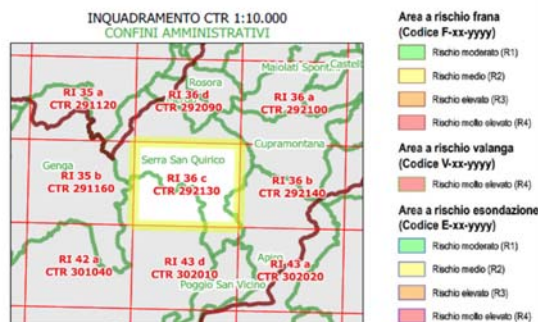 INQUADRAMENTO CTR 1:10.000
CONFINI AMMINISTRATIVI
Rosora
Maiolati Spont
Castell
RI 35 a
CTR 291120
RI 36 d
CTR 292090
RI 36 a
CTR 292100
Cupramontana
Genga
Serra San Quirico
RI 35 b
CTR 291160
RI 36 c
CTR 292130
RI 36 b
CTR 292140
RI 42 a
CTR 301040
RI 43 d
CTR 302010
Apiro
RI 43 a
CTR 302020
Poggio San Vicino
Area a rischio frana
(Codice F-xx-yyyy)
Rischio moderato (R1)
Rischio medio (R2)
Rischio elevato (R3)
Rischio molto elevato (R4)
Area a rischio valanga
(Codice V-xx-yyyy)
Rischio molto elevato (R4)
Area a rischio esondazione
(Codice E-xx-yyyy)
Rischio moderato (R1)
Rischio medio (R2)
Rischio elevato (R3)
Rischio molto elevato (R4)